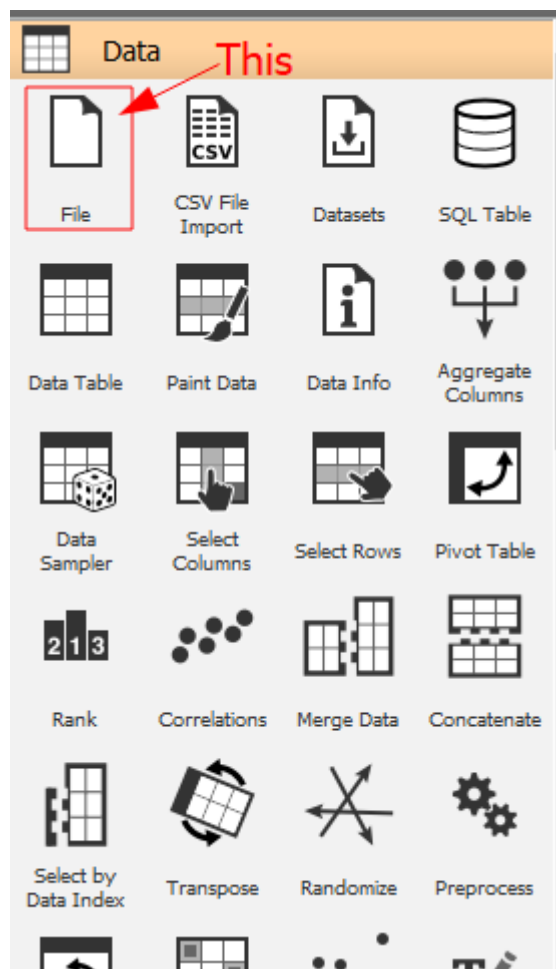 Data
This
CSV
File
CSV File
Import
Datasets
SQL Table
i
Data Table
Paint Data
Data Info
Aggregate
Columns
Data
Sampler
Select
Columns
Select Rows
Pivot Table
2 1 3
Rank
Correlations
Merge Data
Concatenate
Select by
Data Index
Transpose
Randomize
Preprocess